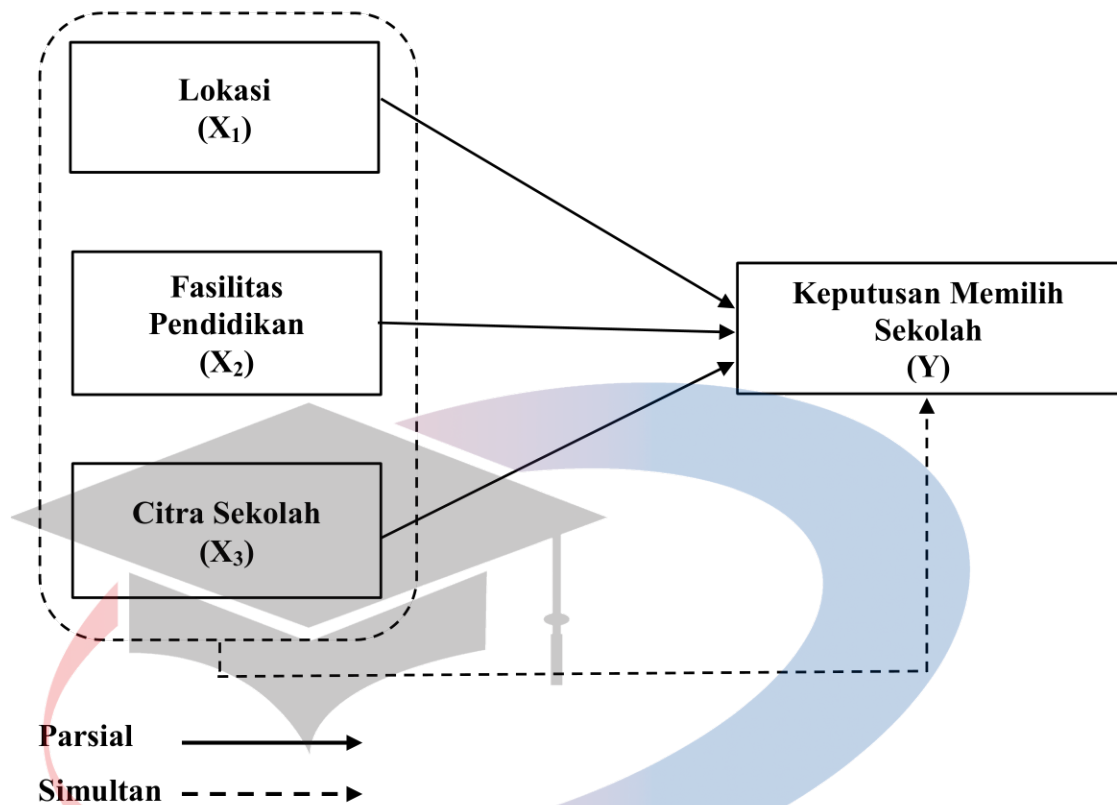 Lokasi
(X₁)
Fasilitas
Pendidikan
(X₂)
Citra Sekolah
(X₃)
Keputusan Memilih
Sekolah
(Y)
Parsial
Simultan